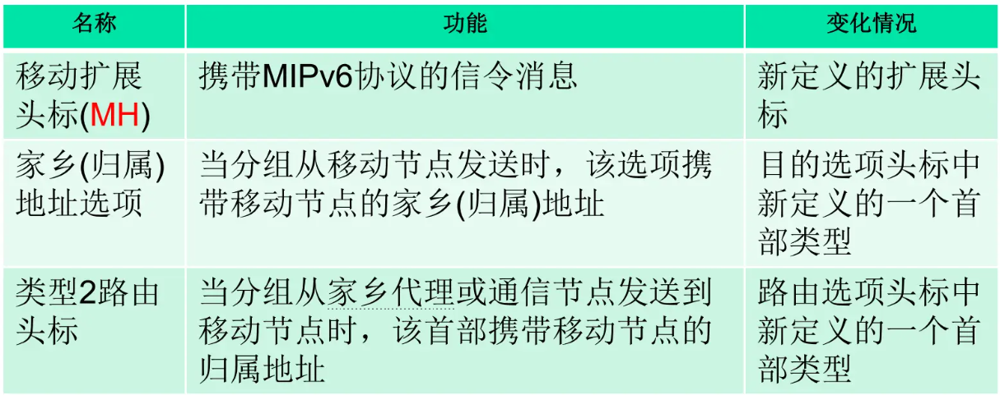 名称
功能
变化情况
移动扩展
头标(MH)
携带MIPv6协议的信令消息
新定义的扩展头
标
家乡(归属)
地址选项
当分组从移动节点发送时，该选项携
带移动节点的家乡(归属)地址
目的选项头标中
新定义的一个首
部类型
类型2路由
头标
当分组从家乡代理或通信节点发送到
移动节点时，该首部携带移动节点的
归属地址
路由选项头标中
新定义的一个首
部类型